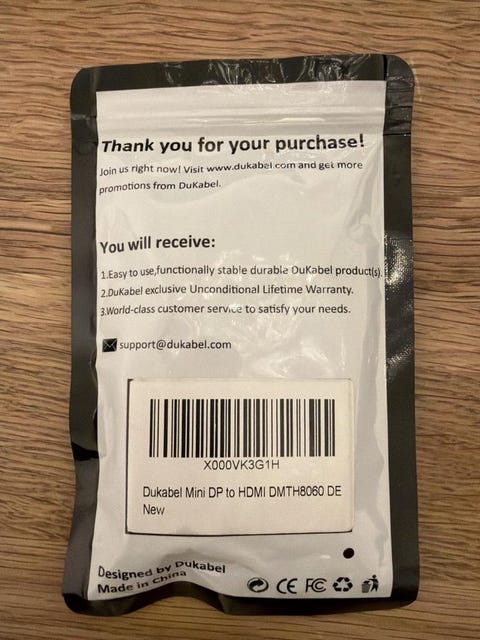 Thank you for your purchase!
Join us right now! Visit www.dukabel.com and get more
promotions from DuKabel.
You will receive:
1.Easy to use,functionally stable durable DuKabel product(s).
2.DuKabel exclusive Unconditional Lifetime Warranty.
3.World-class customer service to satisfy your needs.
support@dukabel.com
X000VK3G1H
Dukabel Mini DP to HDMI DMTH8060 DE
New
Designed by Dukabel
Made in China
CE FC